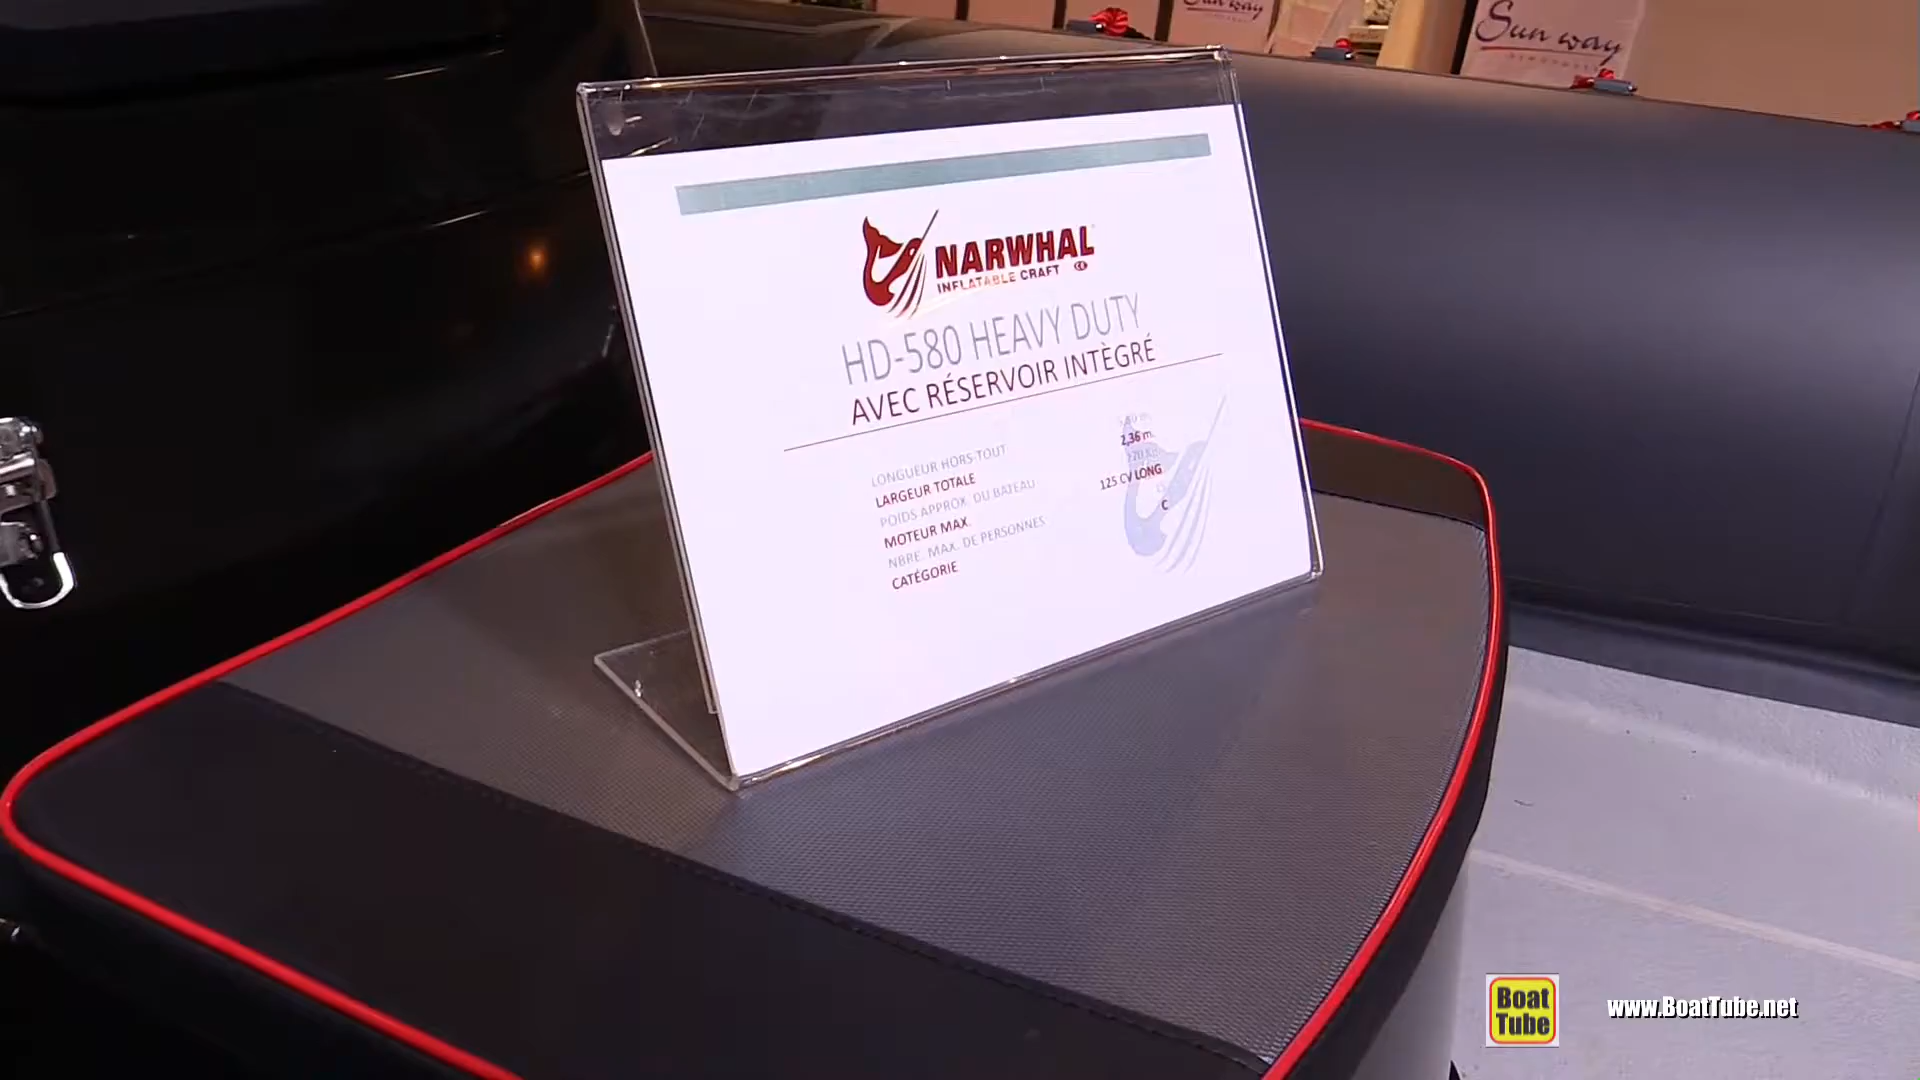 Sun way
Sun way
NARWHAL
INFLATABLE CRAFT
HD-580 HEAVY DUTY
AVEC RÉSERVOIR INTÈGRÉ
LONGUEUR HORS-TOUT
LARGEUR TOTALE 2,36 m.
POIDS APPROX. DU BATEAU
MOTEUR MAX. 125 CV LONG
NBRE. MAX. DE PERSONNES
CATÉGORIE C
Boat
Tube
www.BoatTube.net